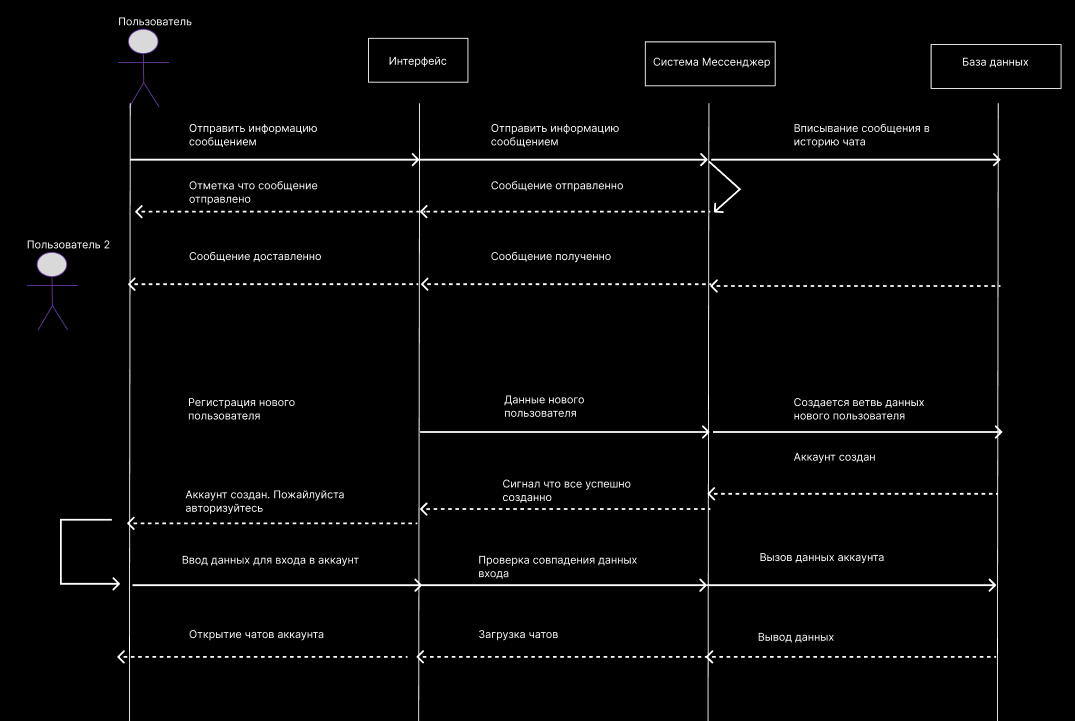 Пользователь
Интерфейс
Система Мессенджер
База данных
Отправить информацию
сообщением
Отправить информацию
сообщением
Вписывание сообщения в
историю чата
Отметка что сообщение
отправлено
Сообщение отправленно
Пользователь 2
Сообщение доставленно
Сообщение полученно
Регистрация нового
пользователя
Данные нового
пользователя
Создается ветвь данных
нового пользователя
Аккаунт создан
Сигнал что все успешно
созданно
Аккаунт создан. Пожайлуйста
авторизуйтесь
Ввод данных для входа в аккаунт
Проверка совпадения данных
входа
Вызов данных аккаунта
Открытие чатов аккаунта
Загрузка чатов
Вывод данных